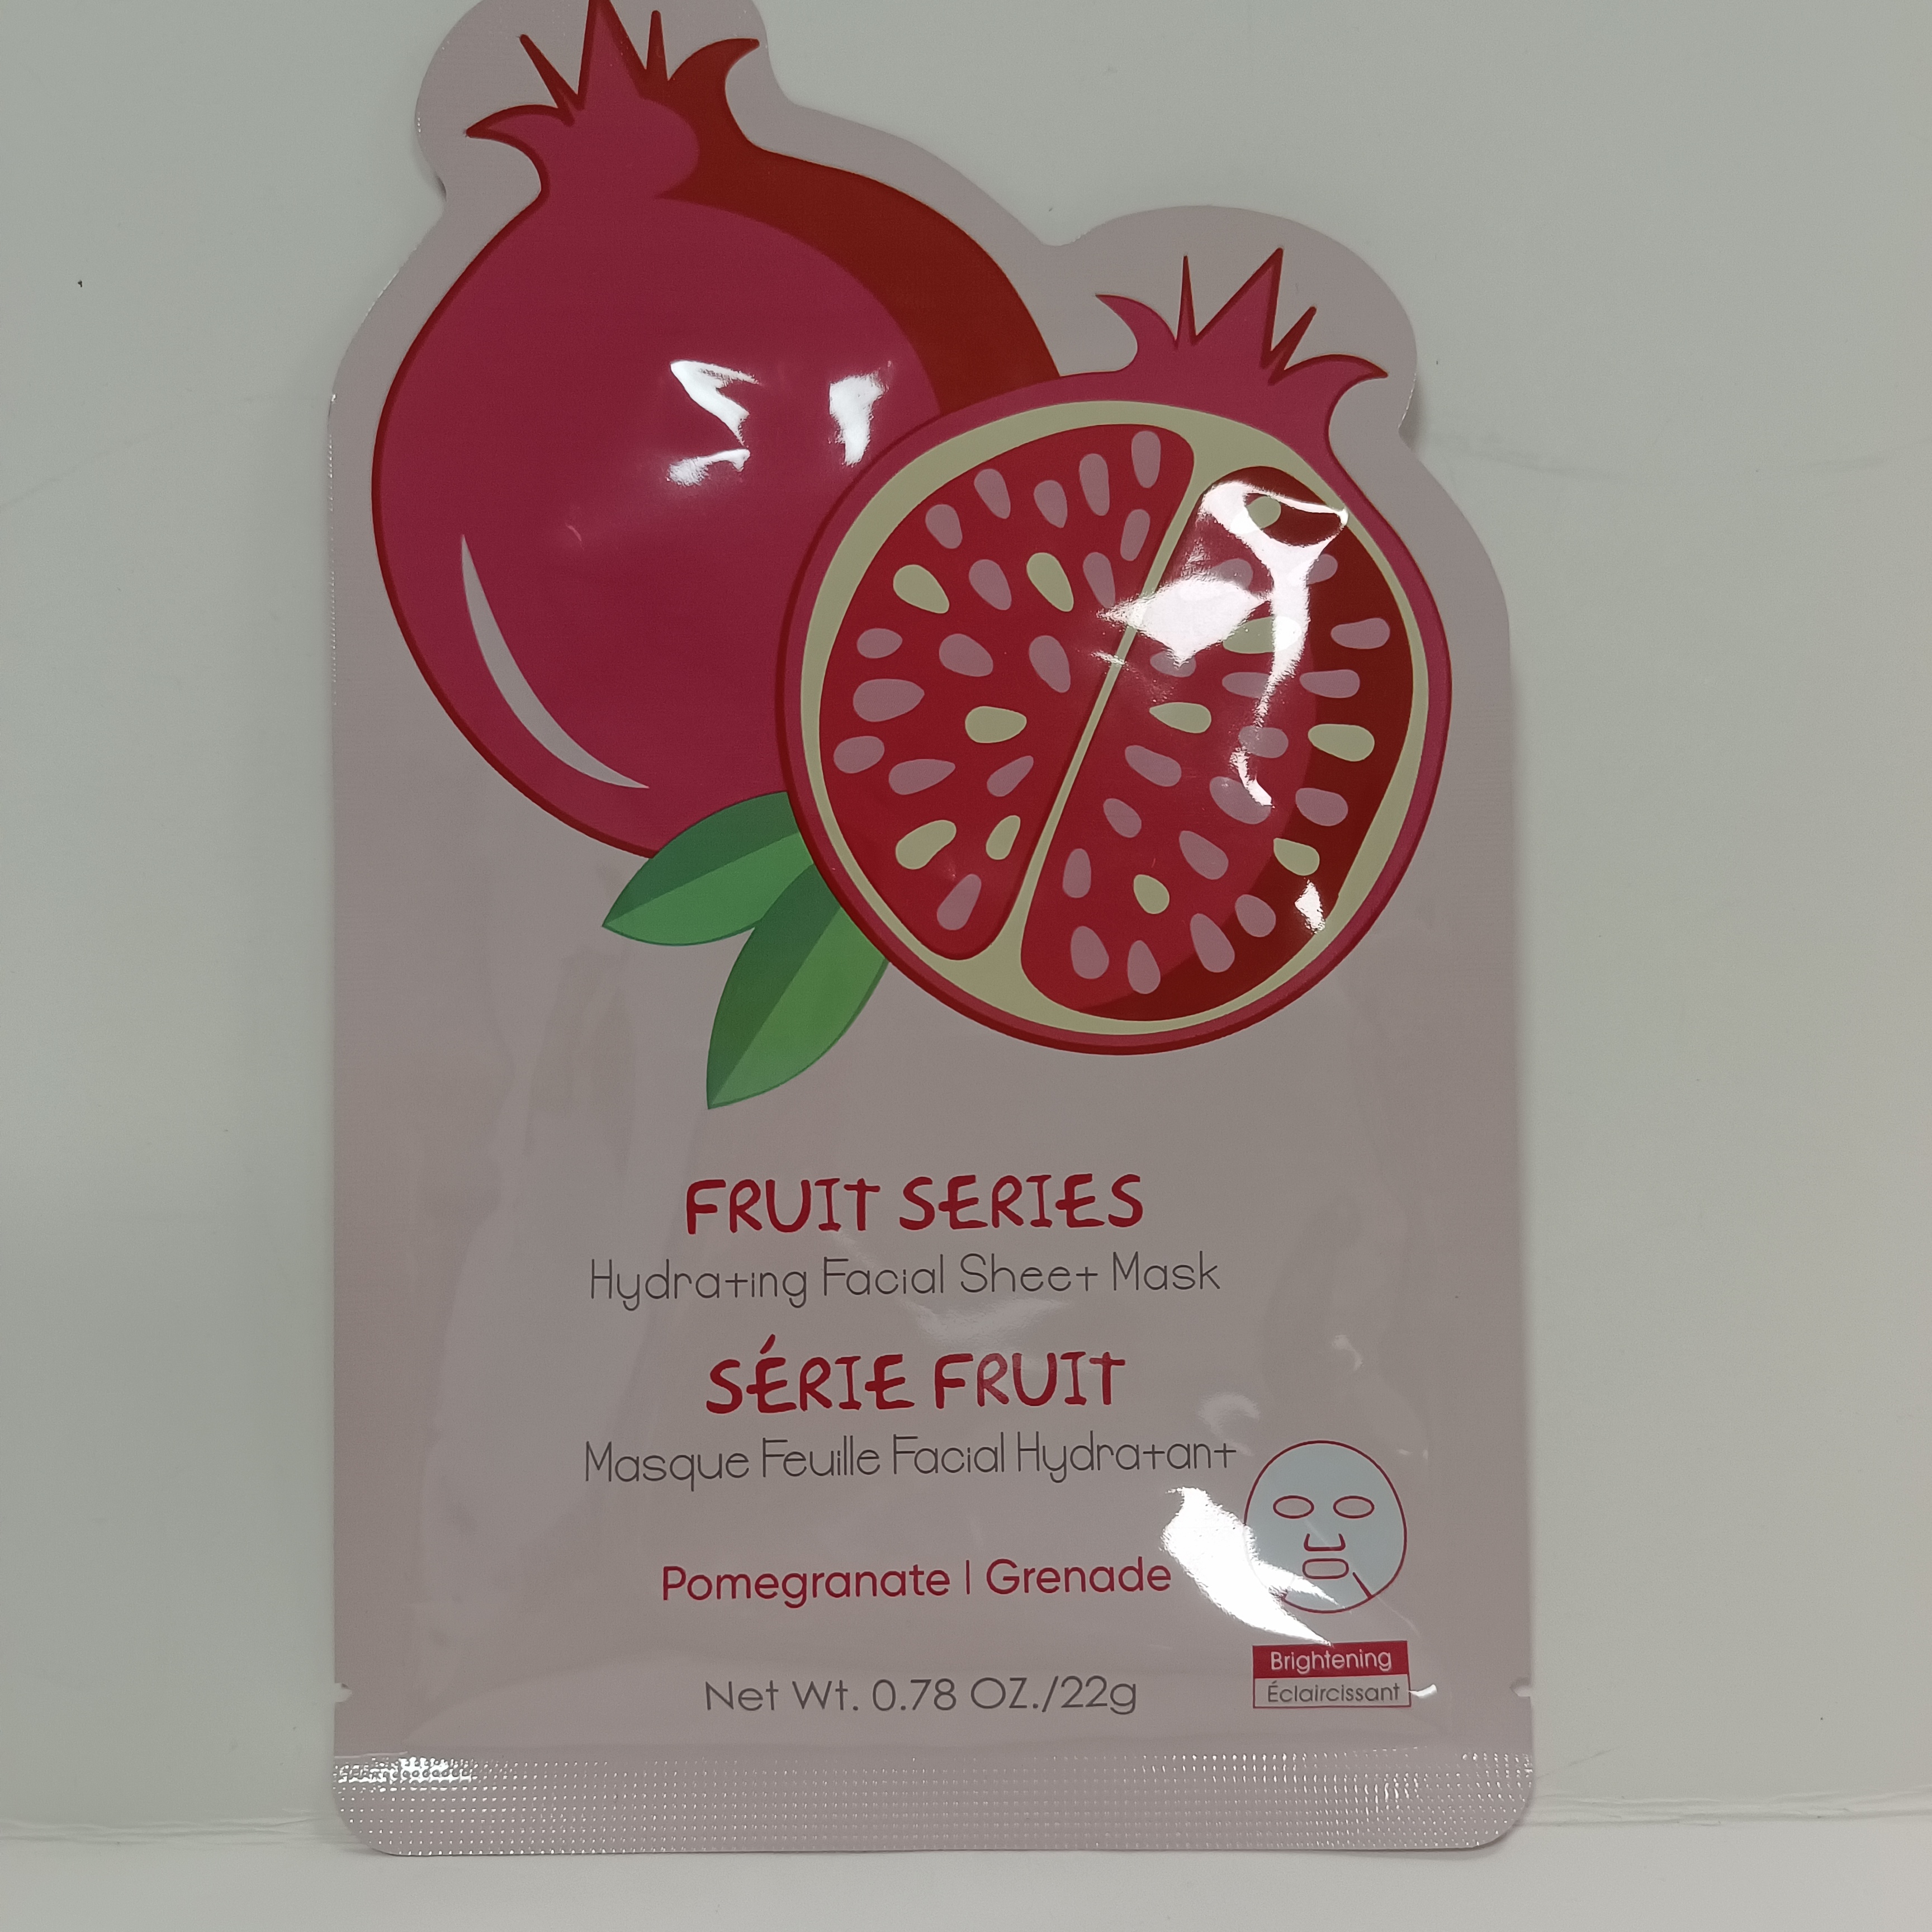 FRUIT SERIES
Hydrating Facial Sheet Mask
SÉRIE FRUIT
Masque Feuille Facial Hydratant
Pomegranate | Grenade
Brightening
Éclaircissant
Net Wt. 0.78 OZ./22g